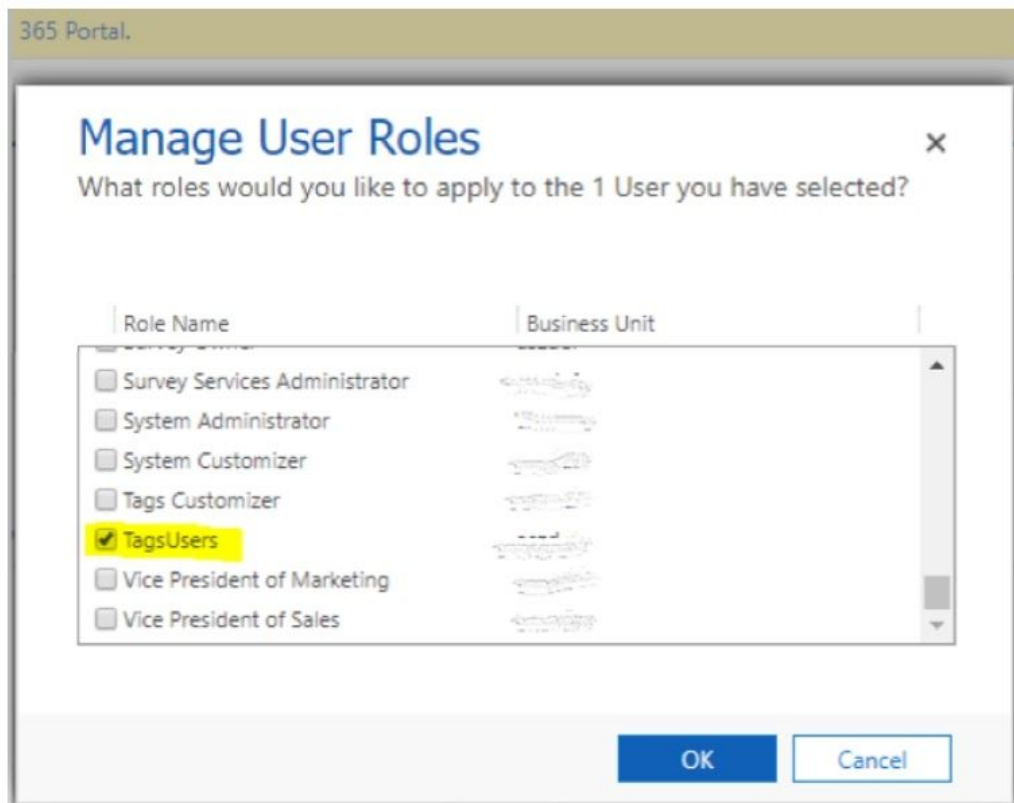 365 Portal.
Manage User Roles
What roles would you like to apply to the 1 User you have selected?
Role Name Business Unit
Survey Services Administrator
System Administrator
System Customizer
Tags Customizer
TagsUsers
Vice President of Marketing
Vice President of Sales
OK Cancel